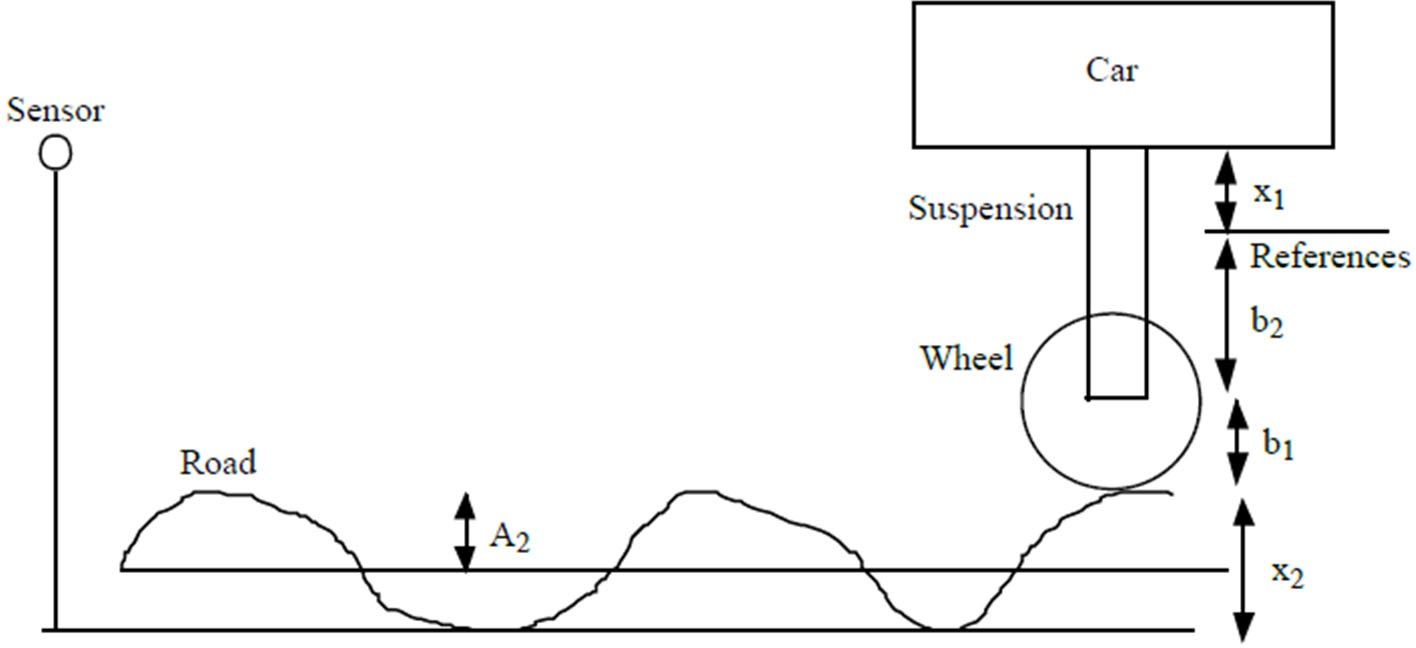 Car
Sensor
x1
Suspension
References
b2
Wheel
b1
Road
A2
x2